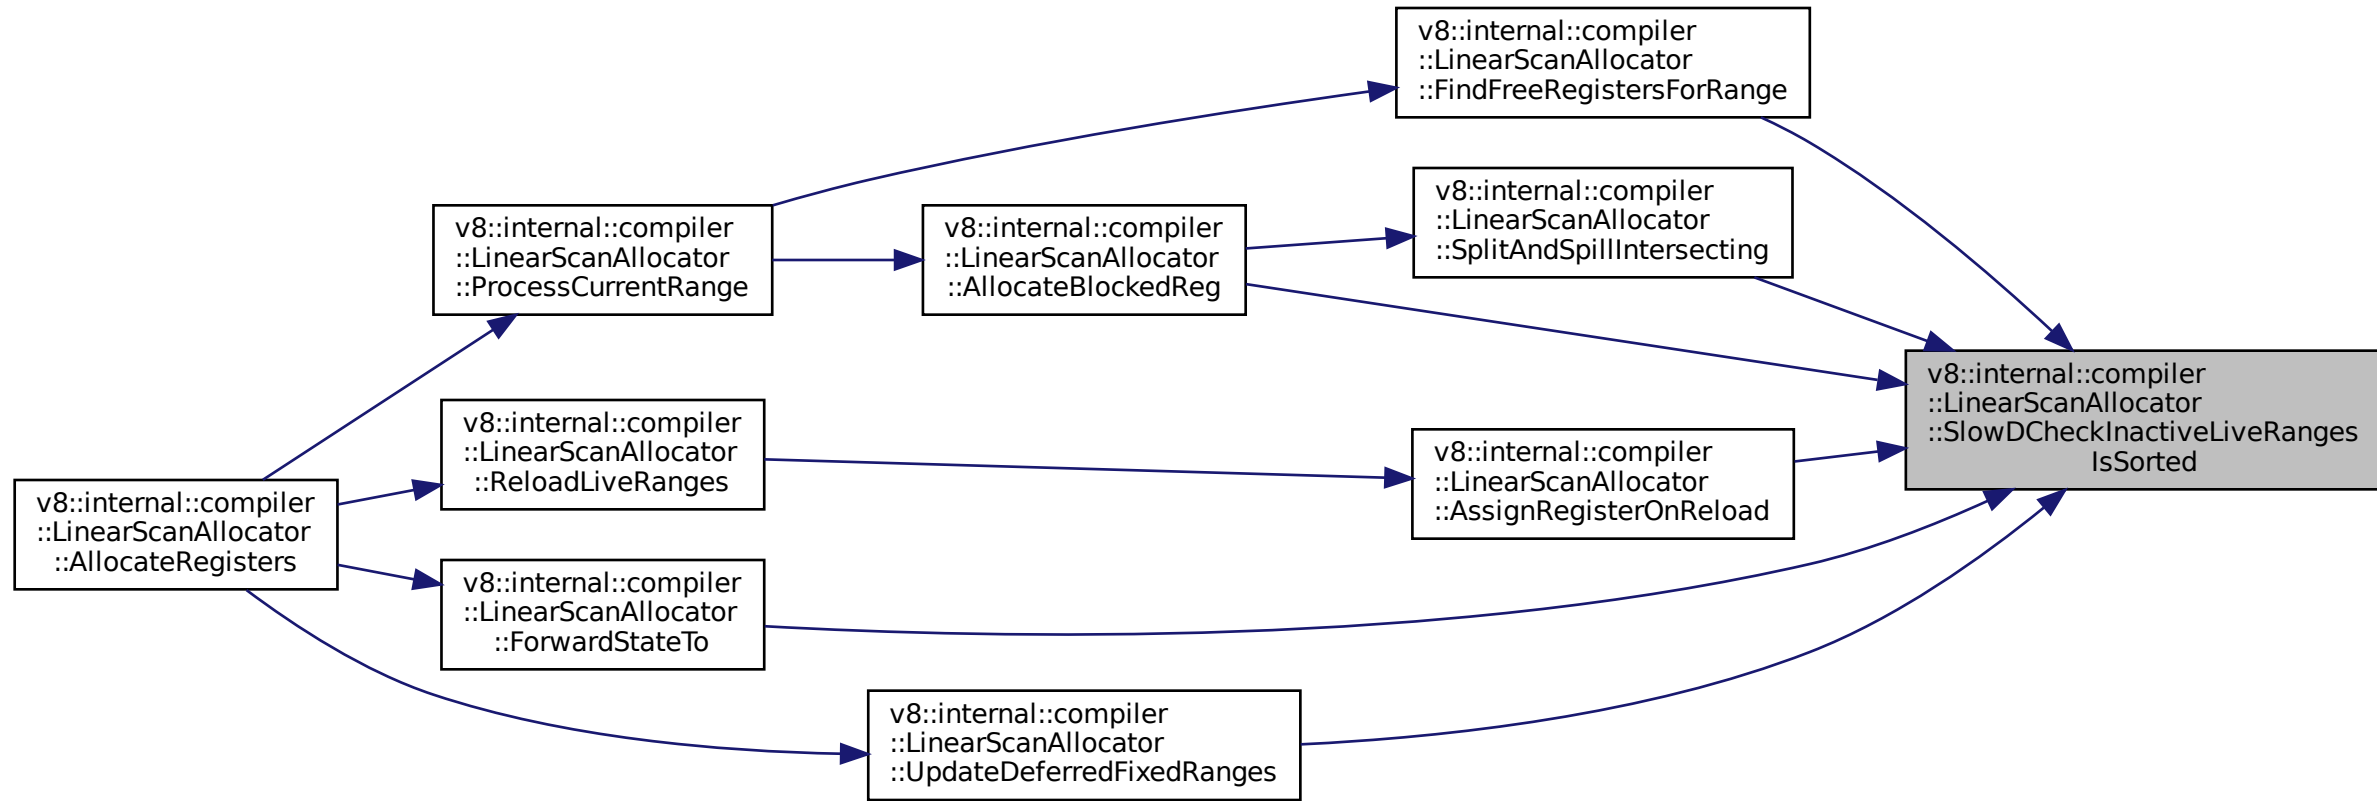 v8::internal::compiler
::LinearScanAllocator
::FindFreeRegistersForRange
v8::internal::compiler
::LinearScanAllocator
::SplitAndSpillIntersecting
v8::internal::compiler
::LinearScanAllocator
::ProcessCurrentRange
v8::internal::compiler
::LinearScanAllocator
::AllocateBlockedReg
v8::internal::compiler
::LinearScanAllocator
::SlowDCheckInactiveLiveRanges
IsSorted
v8::internal::compiler
::LinearScanAllocator
::ReloadLiveRanges
v8::internal::compiler
::LinearScanAllocator
::AssignRegisterOnReload
v8::internal::compiler
::LinearScanAllocator
::AllocateRegisters
v8::internal::compiler
::LinearScanAllocator
::ForwardStateTo
v8::internal::compiler
::LinearScanAllocator
::UpdateDeferredFixedRanges